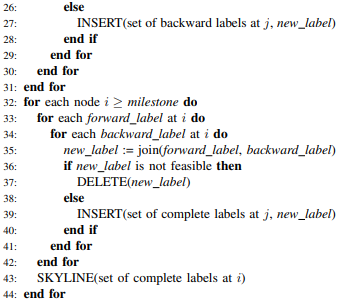 26: else
27: INSERT(set of backward labels at j, new_label)
28: end if
29: end for
30: end for
31: end for
32: for each node i ≥ milestone do
33: for each forward_label at i do
34: for each backward_label at i do
35: new_label := join(forward_label, backward_label)
36: if new_label is not feasible then
37: DELETE(new_label)
38: else
39: INSERT(set of complete labels at j, new_label)
40: end if
41: end for
42: end for
43: SKYLINE(set of complete labels at i)
44: end for